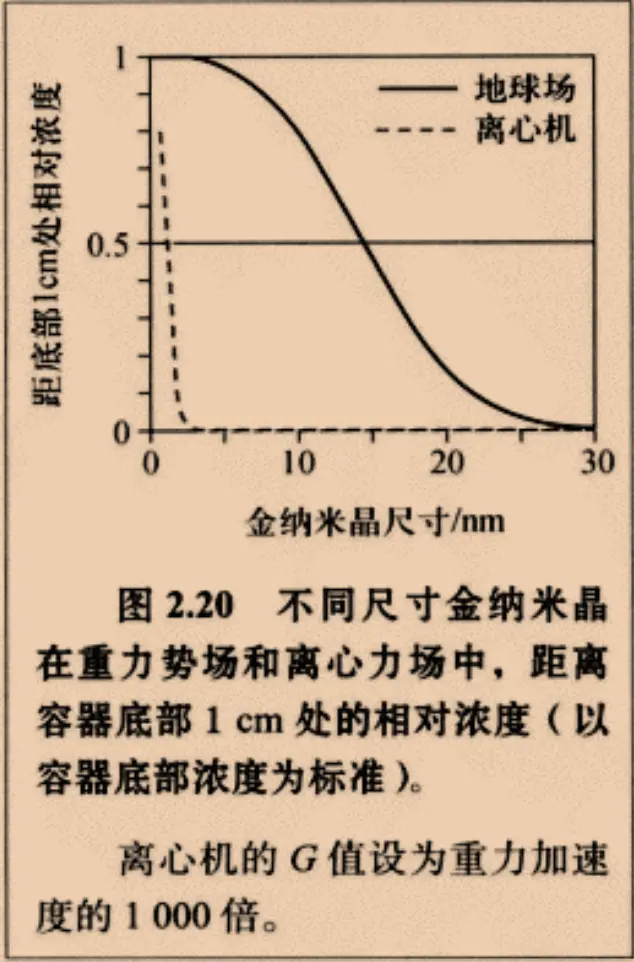 1
地球场
离心机
距底部1cm处相对浓度
0.5
0
0 10 20 30
金纳米晶尺寸/nm
图 2.20 不同尺寸金纳米晶
在重力势场和离心力场中，距离
容器底部 1 cm 处的相对浓度（以
容器底部浓度为标准）。
离心机的 G 值设为重力加速
度的 1 000 倍。